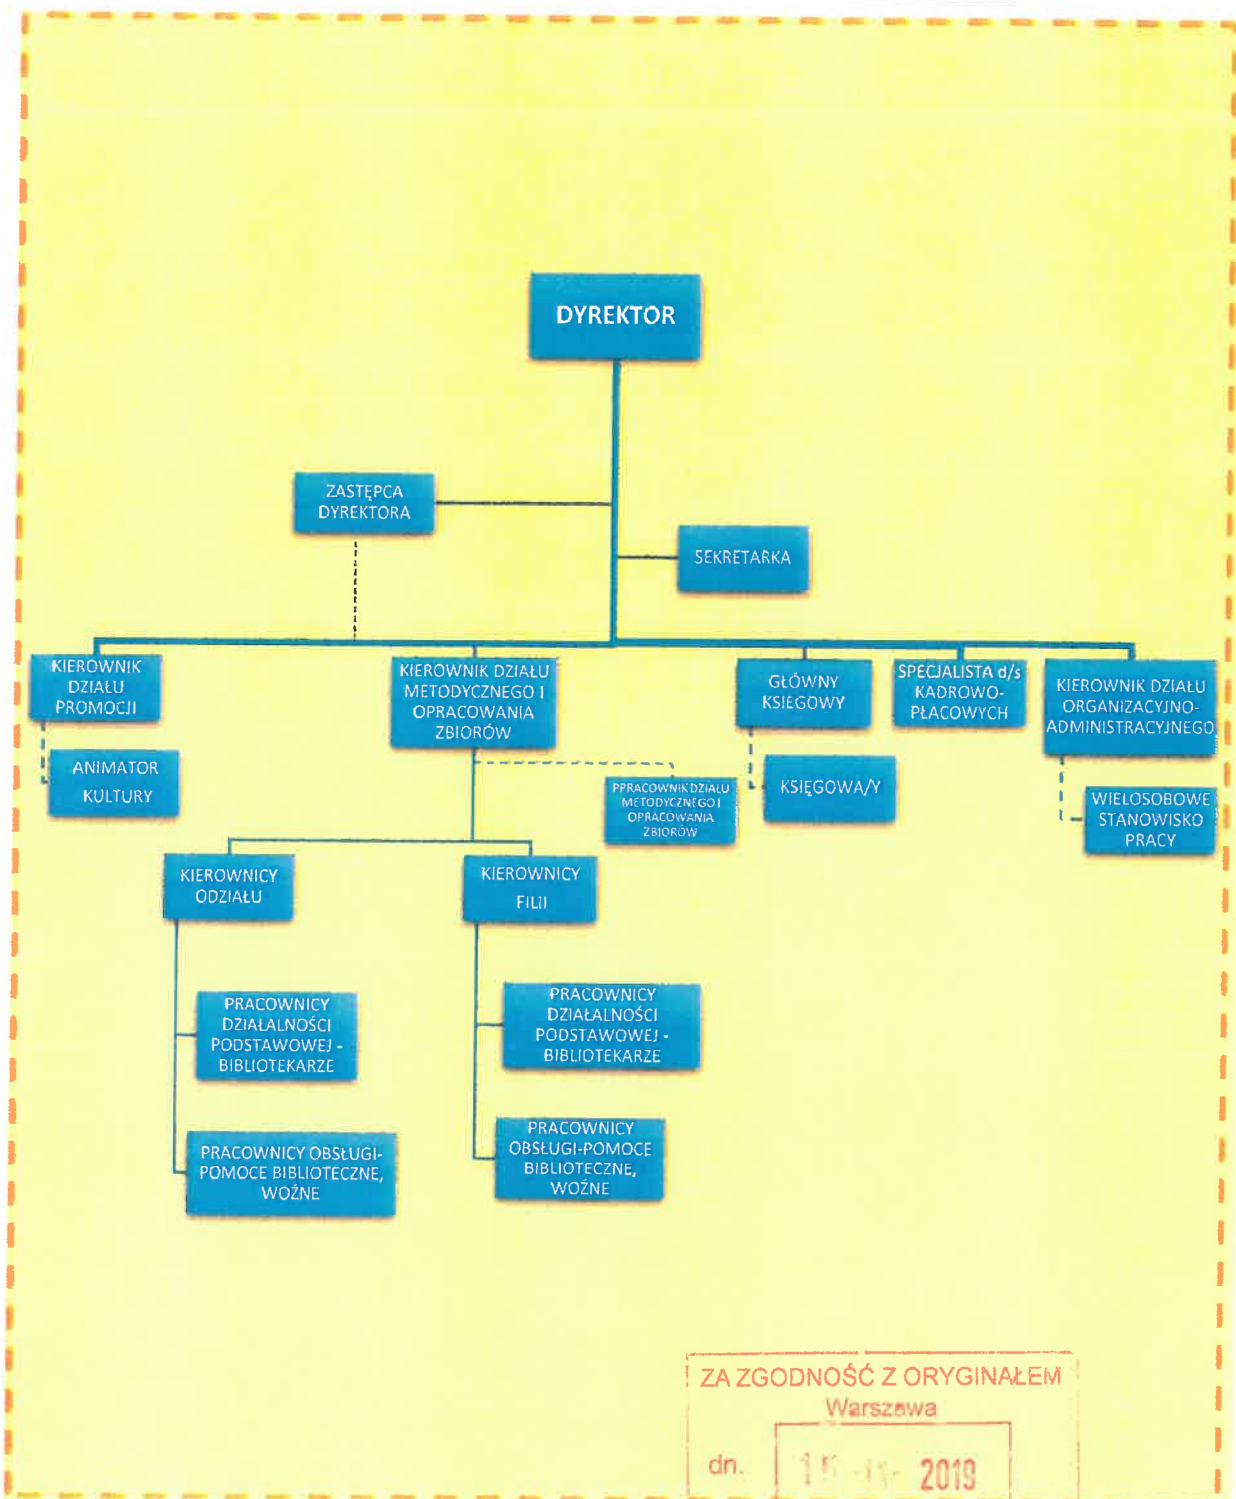 DYREKTOR
ZASTĘPCA
DYREKTORA
SEKRETARKA
KIEROWNIK
DZIAŁU
PROMOCJI
KIEROWNIK DZIAŁU
METODYCZNEGO I
OPRACOWANIA
ZBIORÓW
GŁÓWNY
KSIEGOWY
SPECJALISTA d/s
KADROWO-
PŁACOWYCH
KIEROWNIK DZIAŁU
ORGANIZACYJNO-
ADMINISTRACYJNEGO
ANIMATOR
KULTURY
PPRACOWNIK DZIAŁU
METODYCZNEGO I
OPRACOWANIA
ZBIORÓW
KSIĘGOWA/Y
WIELOSOBOWE
STANOWISKO
PRACY
KIEROWNICY
ODZIAŁU
KIEROWNICY
FILII
PRACOWNICY
DZIAŁALNOŚCI
PODSTAWOWEJ -
BIBLIOTEKARZE
PRACOWNICY
DZIAŁALNOŚCI
PODSTAWOWEJ -
BIBLIOTEKARZE
PRACOWNICY OBSŁUGI-
POMOCE BIBLIOTECZNE,
WOŹNE
PRACOWNICY
OBSŁUGI-POMOCE
BIBLIOTECZNE,
WOŹNE
ZA ZGODNOŚĆ Z ORYGINAŁEM
Warszawa
dn. 2019